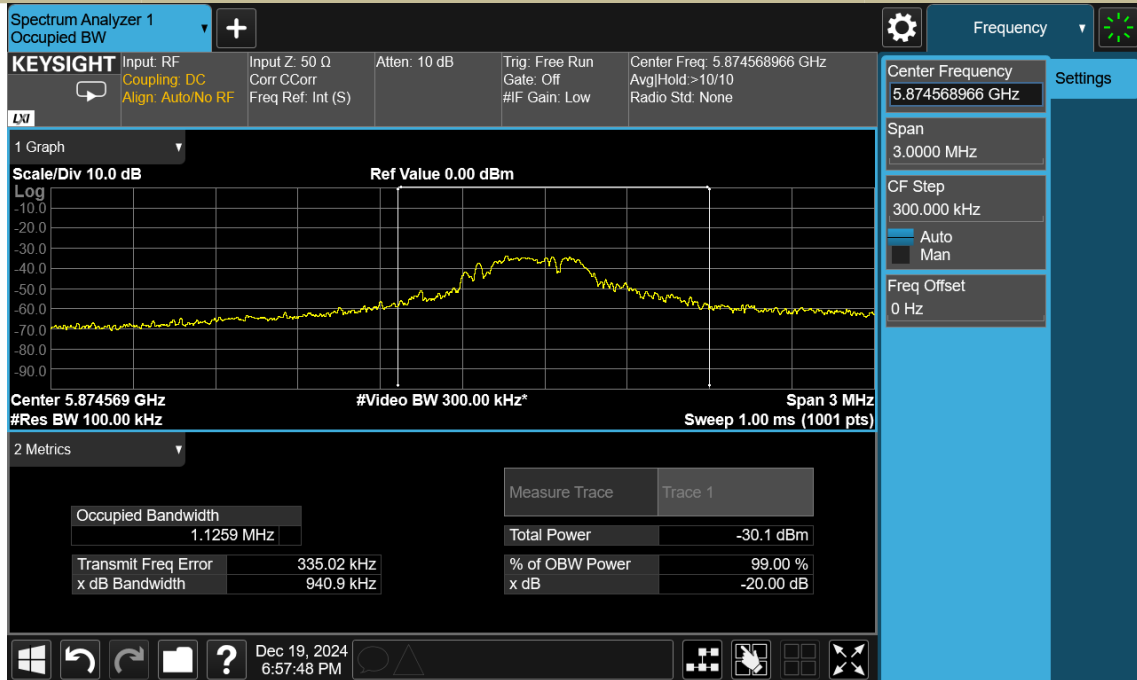 Spectrum Analyzer 1
Occupied BW
Frequency
KEYSIGHT
LXI
Input: RF
Coupling: DC
Align: Auto/No RF
Input Z: 50 Ω
Corr CCorr
Freq Ref: Int (S)
Atten: 10 dB
Trig: Free Run
Gate: Off
#IF Gain: Low
Center Freq: 5.874568966 GHz
Avg|Hold:>10/10
Radio Std: None
Center Frequency
5.874568966 GHz
Settings
Span
3.0000 MHz
CF Step
300.000 kHz
Auto
Man
Freq Offset
0 Hz
1 Graph
Scale/Div 10.0 dB
Ref Value 0.00 dBm
Log
-10.0
-20.0
-30.0
-40.0
-50.0
-60.0
-70.0
-80.0
-90.0
Center 5.874569 GHz
#Video BW 300.00 kHz*
Span 3 MHz
#Res BW 100.00 kHz
Sweep 1.00 ms (1001 pts)
2 Metrics
Measure Trace
Trace 1
Occupied Bandwidth
1.1259 MHz
Total Power
-30.1 dBm
Transmit Freq Error
335.02 kHz
% of OBW Power
99.00 %
x dB Bandwidth
940.9 kHz
x dB
-20.00 dB
?
Dec 19, 2024
6:57:48 PM